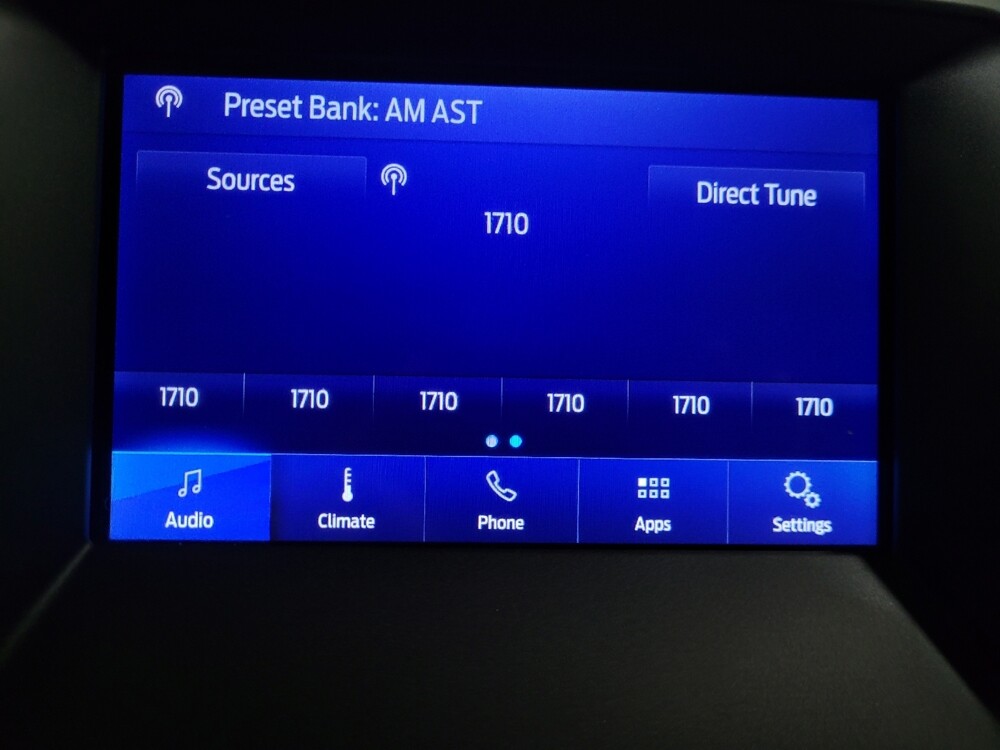 Preset Bank: AM AST
Sources
Direct Tune
1710
1710 1710 1710 1710 1710 1710
Audio Climate Phone Apps Settings